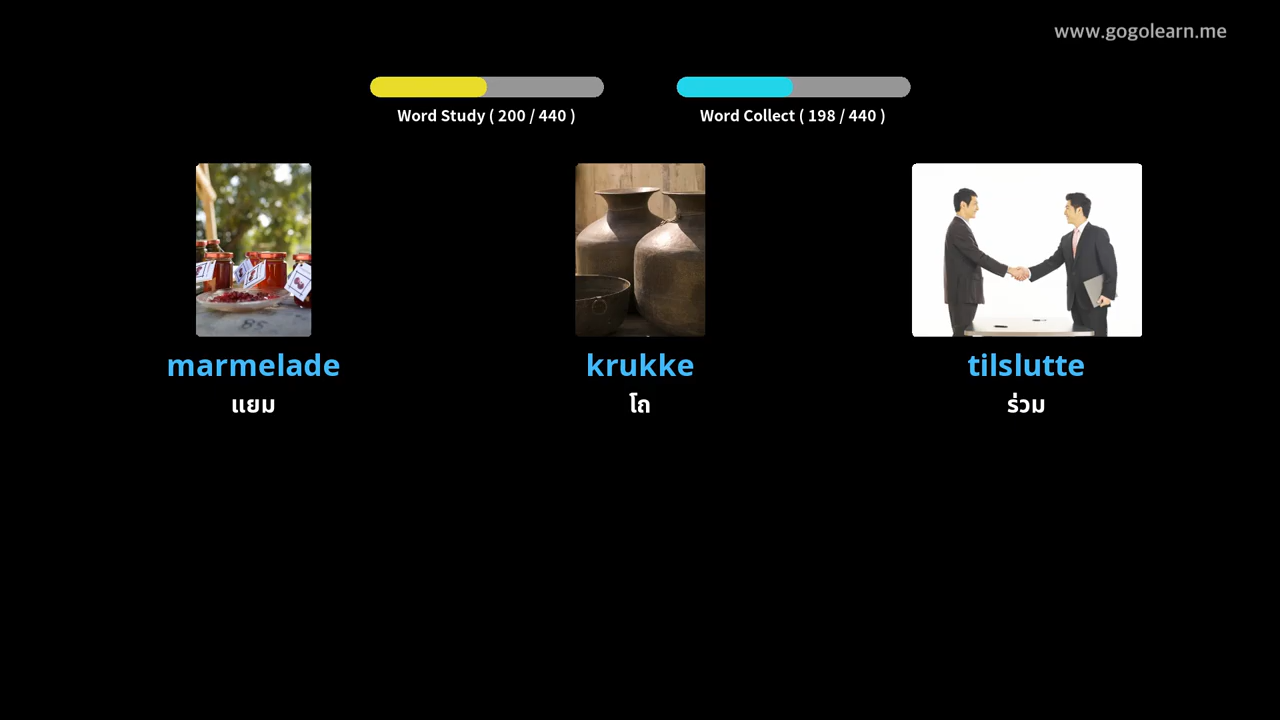 www.gogolearn.me
Word Study ( 200 / 440 )
Word Collect ( 198 / 440 )
marmelade
krukke
tilslutte
แยม
โถ
ร่วม